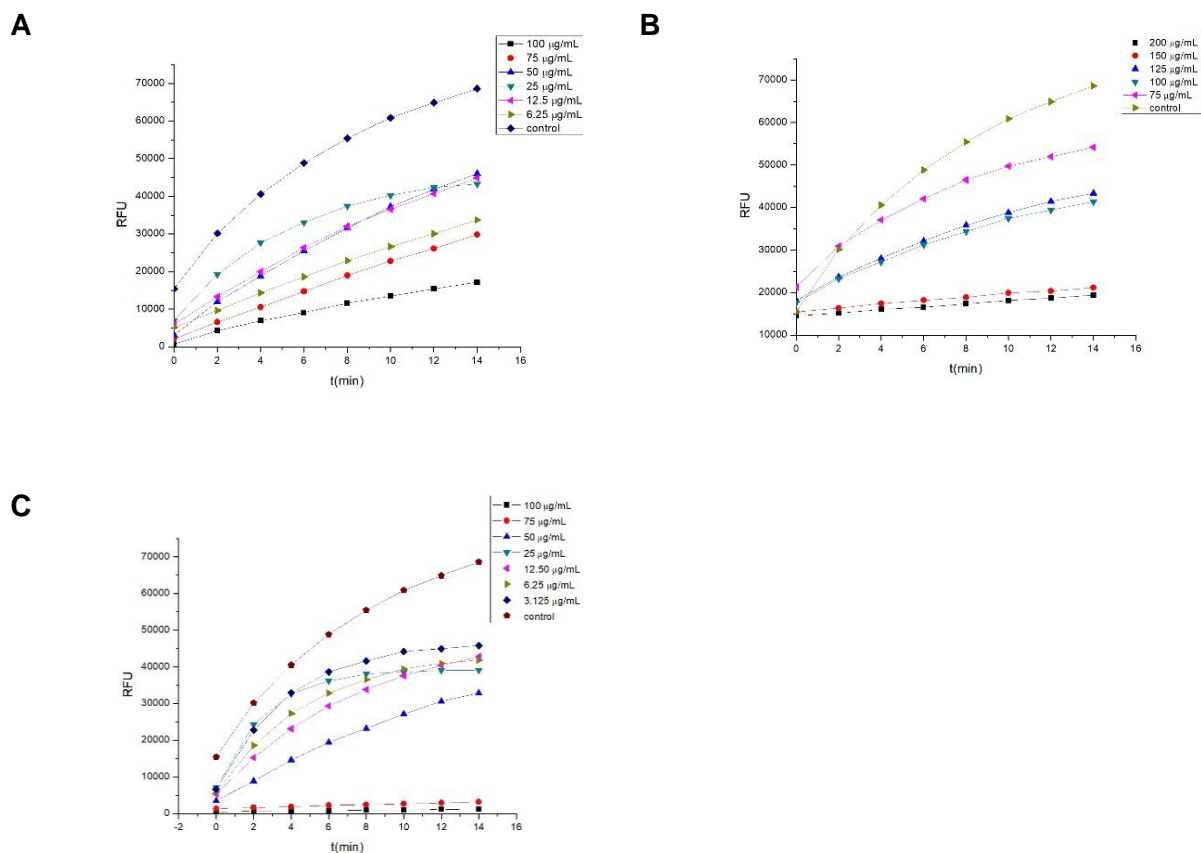 A
100 μg/mL
75 μg/mL
50 μg/mL
25 μg/mL
12.5 μg/mL
6.25 μg/mL
control
70000
60000
50000
40000
30000
20000
10000
0
RFU
0 2 4 6 8 10 12 14 16
t(min)
B
200 μg/mL
150 μg/mL
125 μg/mL
100 μg/mL
75 μg/mL
control
70000
60000
50000
40000
30000
20000
10000
RFU
0 2 4 6 8 10 12 14 16
t(min)
C
100 μg/mL
75 μg/mL
50 μg/mL
25 μg/mL
12.50 μg/mL
6.25 μg/mL
3.125 μg/mL
control
70000
60000
50000
40000
30000
20000
10000
0
RFU
-2 0 2 4 6 8 10 12 14 16
t(min)